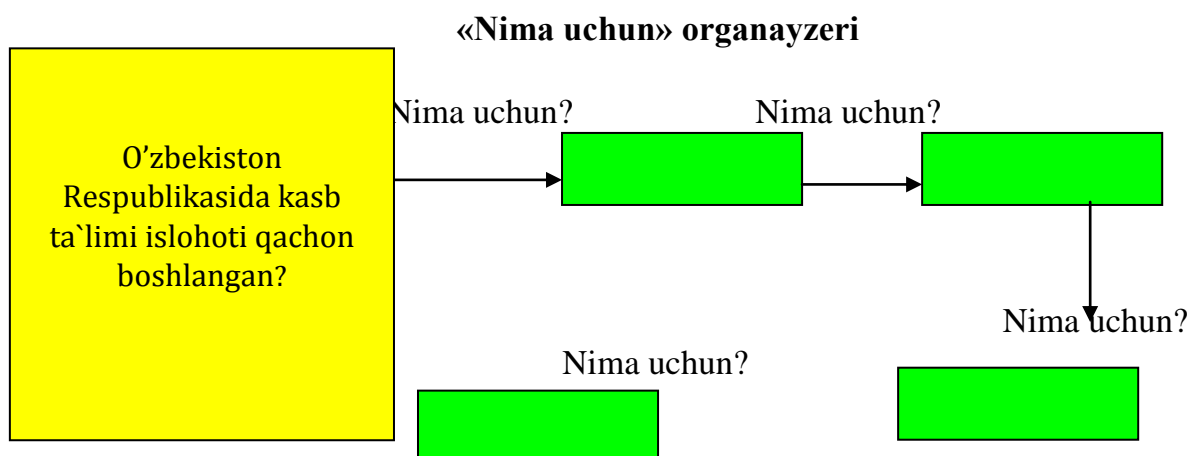 «Nima uchun» organayzeri
Nima uchun? Nima uchun?
O’zbekiston
Respublikasida kasb
ta`limi islohoti qachon
boshlangan?
Nima uchun?
Nima uchun?